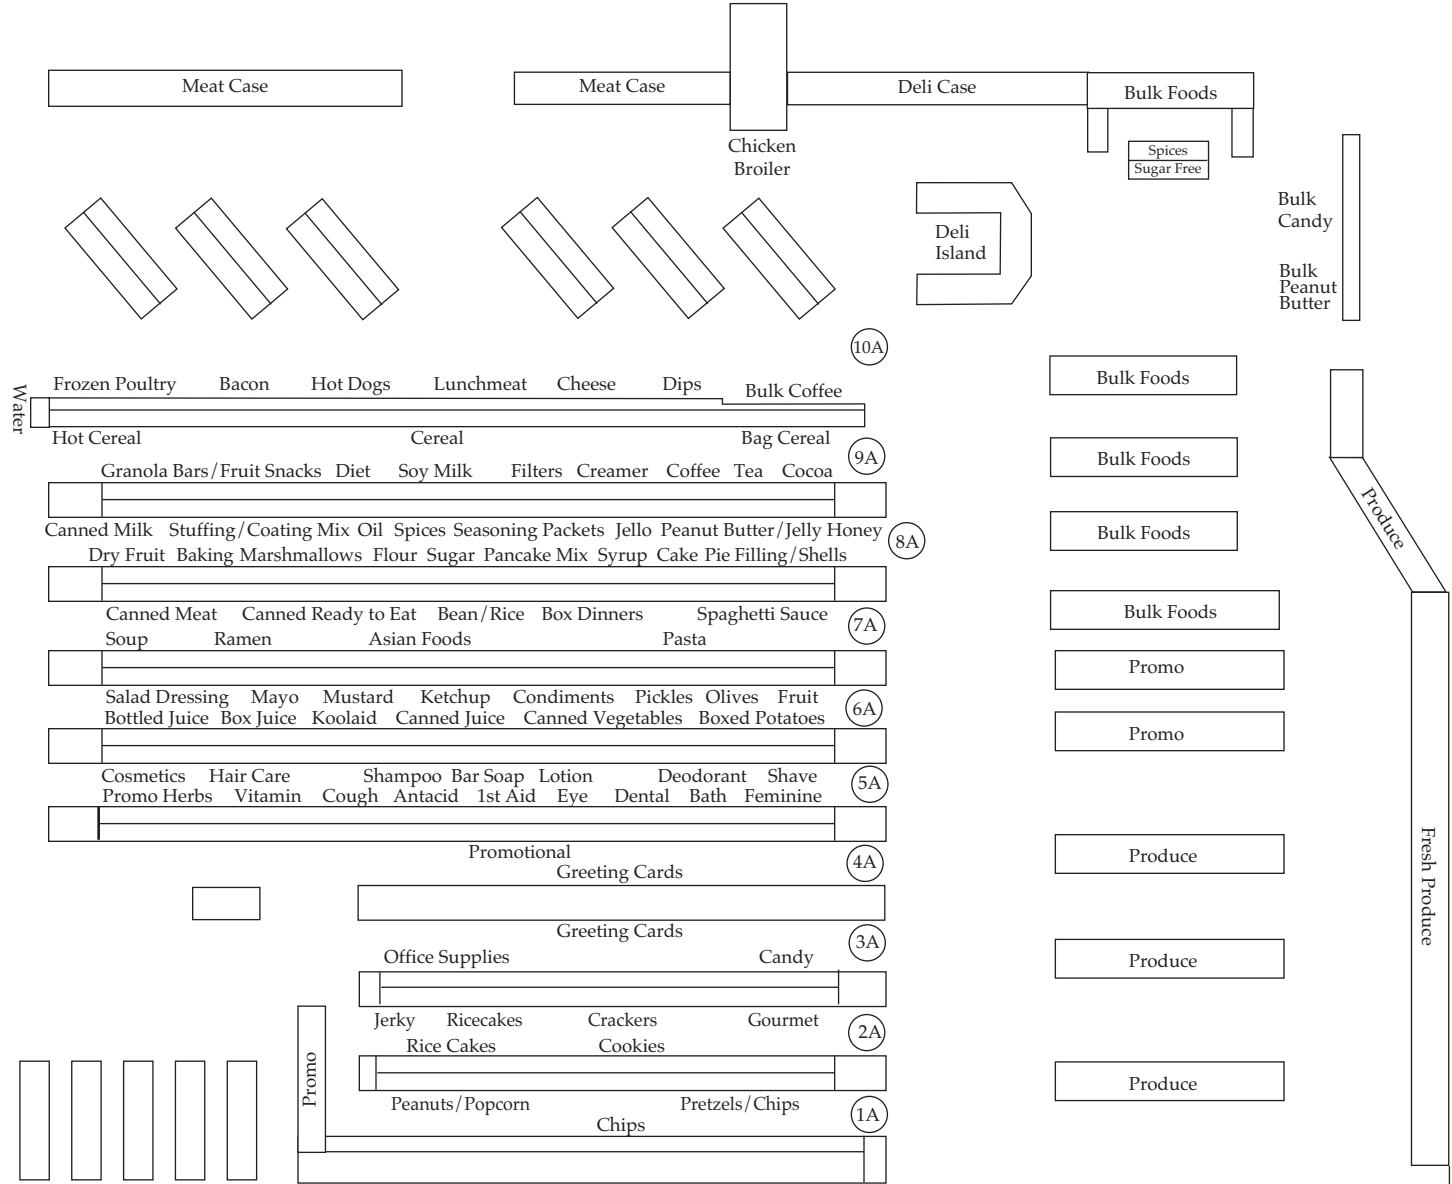 Meat Case
Meat Case
Deli Case
Bulk Foods
Chicken
Broiler
Spices
Sugar Free
Bulk
Candy
Bulk
Peanut
Butter
Deli
Island
10A
Frozen Poultry Bacon Hot Dogs Lunchmeat Cheese Dips Bulk Coffee
Water
Hot Cereal Cereal Bag Cereal
9A
Granola Bars/Fruit Snacks Diet Soy Milk Filters Creamer Coffee Tea Cocoa
Canned Milk Stuffing/Coating Mix Oil Spices Seasoning Packets Jello Peanut Butter/Jelly Honey
8A
Dry Fruit Baking Marshmallows Flour Sugar Pancake Mix Syrup Cake Pie Filling/Shells
Canned Meat Canned Ready to Eat Bean/Rice Box Dinners Spaghetti Sauce
7A
Soup Ramen Asian Foods Pasta
Salad Dressing Mayo Mustard Ketchup Condiments Pickles Olives Fruit
6A
Bottled Juice Box Juice Koolaid Canned Juice Canned Vegetables Boxed Potatoes
Cosmetics Hair Care Shampoo Bar Soap Lotion Deodorant Shave
5A
Promo Herbs Vitamin Cough Antacid 1st Aid Eye Dental Bath Feminine
Promotional
4A
Greeting Cards
Greeting Cards
3A
Office Supplies Candy
Jerky Ricecakes Crackers Gourmet
2A
Rice Cakes Cookies
Peanuts/Popcorn Pretzels/Chips
1A
Chips
Promo
Bulk Foods
Bulk Foods
Bulk Foods
Bulk Foods
Promo
Promo
Produce
Produce
Produce
Produce
Fresh Produce